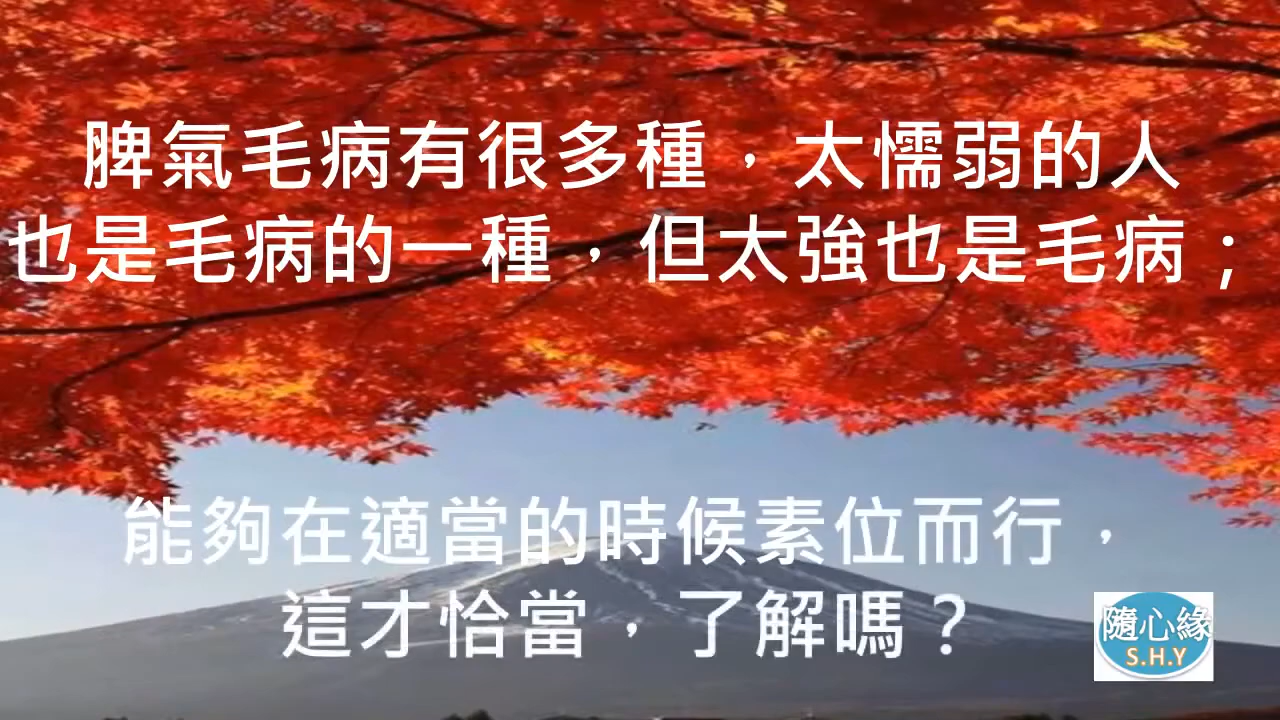 脾氣毛病有很多種，太懦弱的人
也是毛病的一種，但太強也是毛病；
能夠在適當的時候素位而行，
這才恰當，了解嗎？
隨心緣
S.H.Y